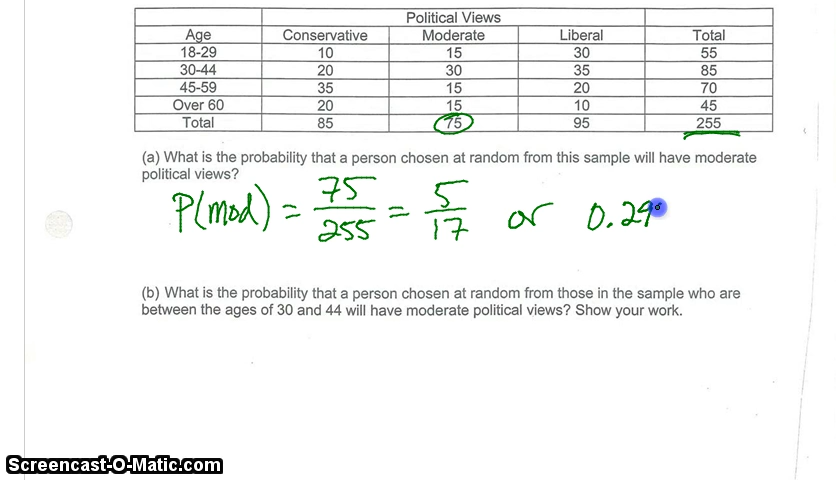 Political Views
Age Conservative Moderate Liberal Total
18-29 10 15 30 55
30-44 20 30 35 85
45-59 35 15 20 70
Over 60 20 15 10 45
Total 85 75 95 255
(a) What is the probability that a person chosen at random from this sample will have moderate
political views?
P(mod) = 75/255 = 5/17 or 0.29
(b) What is the probability that a person chosen at random from those in the sample who are
between the ages of 30 and 44 will have moderate political views? Show your work.
Screencast-O-Matic.com